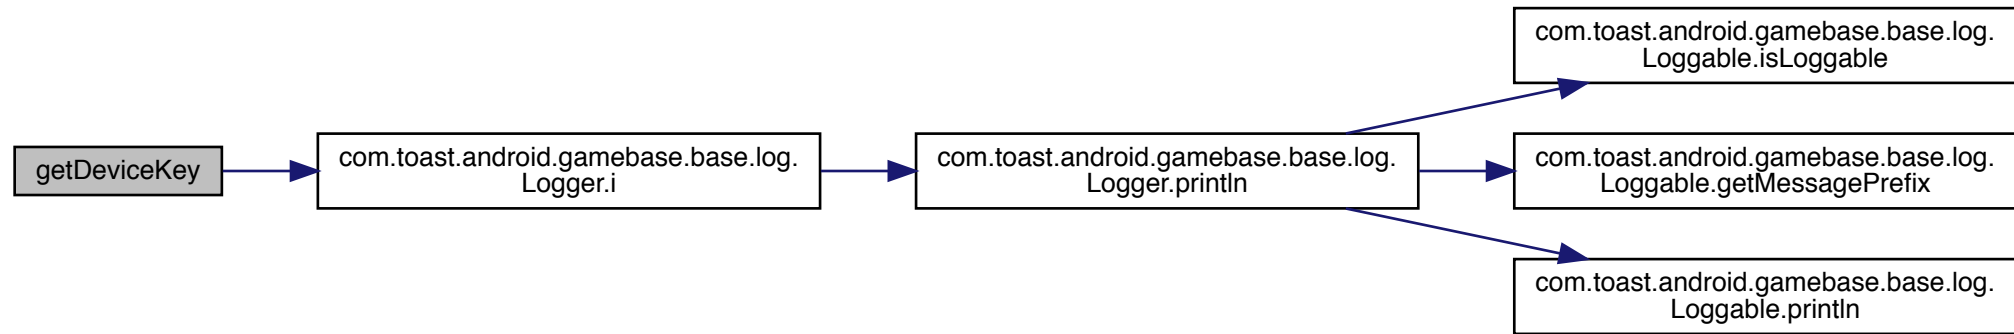 getDeviceKey
com.toast.android.gamebase.base.log.
Logger.i
com.toast.android.gamebase.base.log.
Logger.println
com.toast.android.gamebase.base.log.
Loggable.isLoggable
com.toast.android.gamebase.base.log.
Loggable.getMessagePrefix
com.toast.android.gamebase.base.log.
Loggable.println